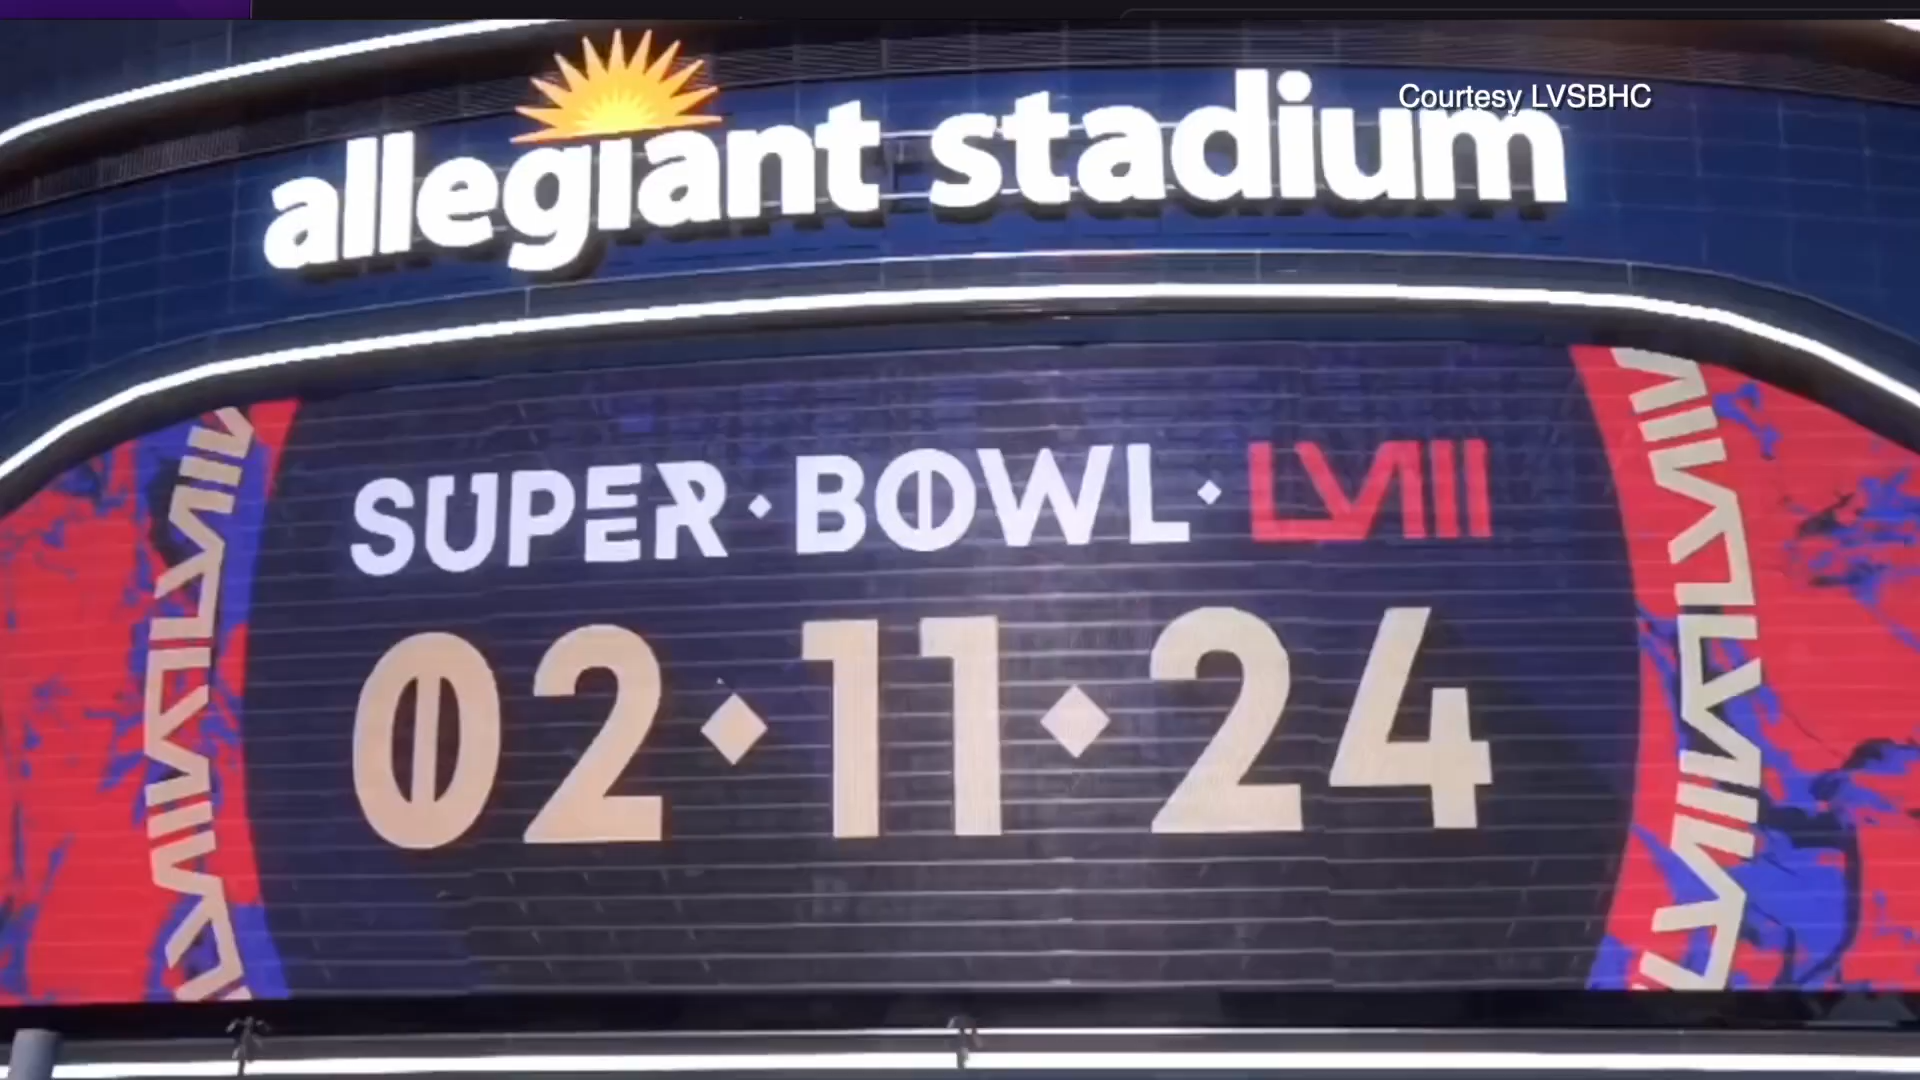 Courtesy LVSBHC
allegiant stadium
SUPER • BOWL • LVIII
02 • 11 • 24